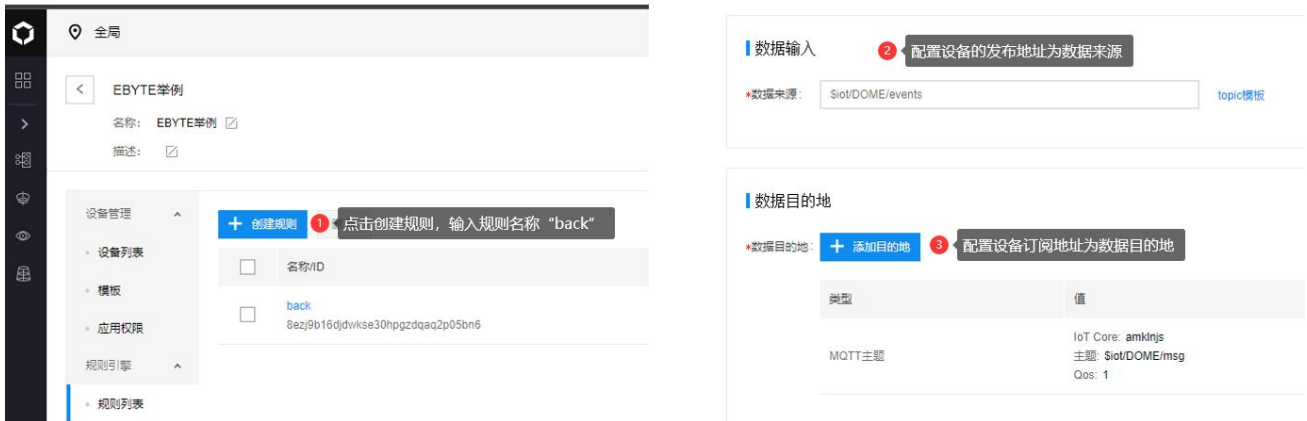 全局
EBYTE举例
名称: EBYTE举例
描述:
设备管理
设备列表
模板
应用权限
规则引擎
规则列表
+ 创建规则
1 点击创建规则，输入规则名称“back”
名称/ID
back
8ezj9b16djdwkse30hpgzdqaq2p05bn6
数据输入
2 配置设备的发布地址为数据来源
*数据来源: $iot/DOME/events topic模板
数据目的地
*数据目的地: + 添加目的地
3 配置设备订阅地址为数据目的地
类型 值
MQTT主题
IoT Core: amklnjs
主题: $iot/DOME/msg
Qos: 1